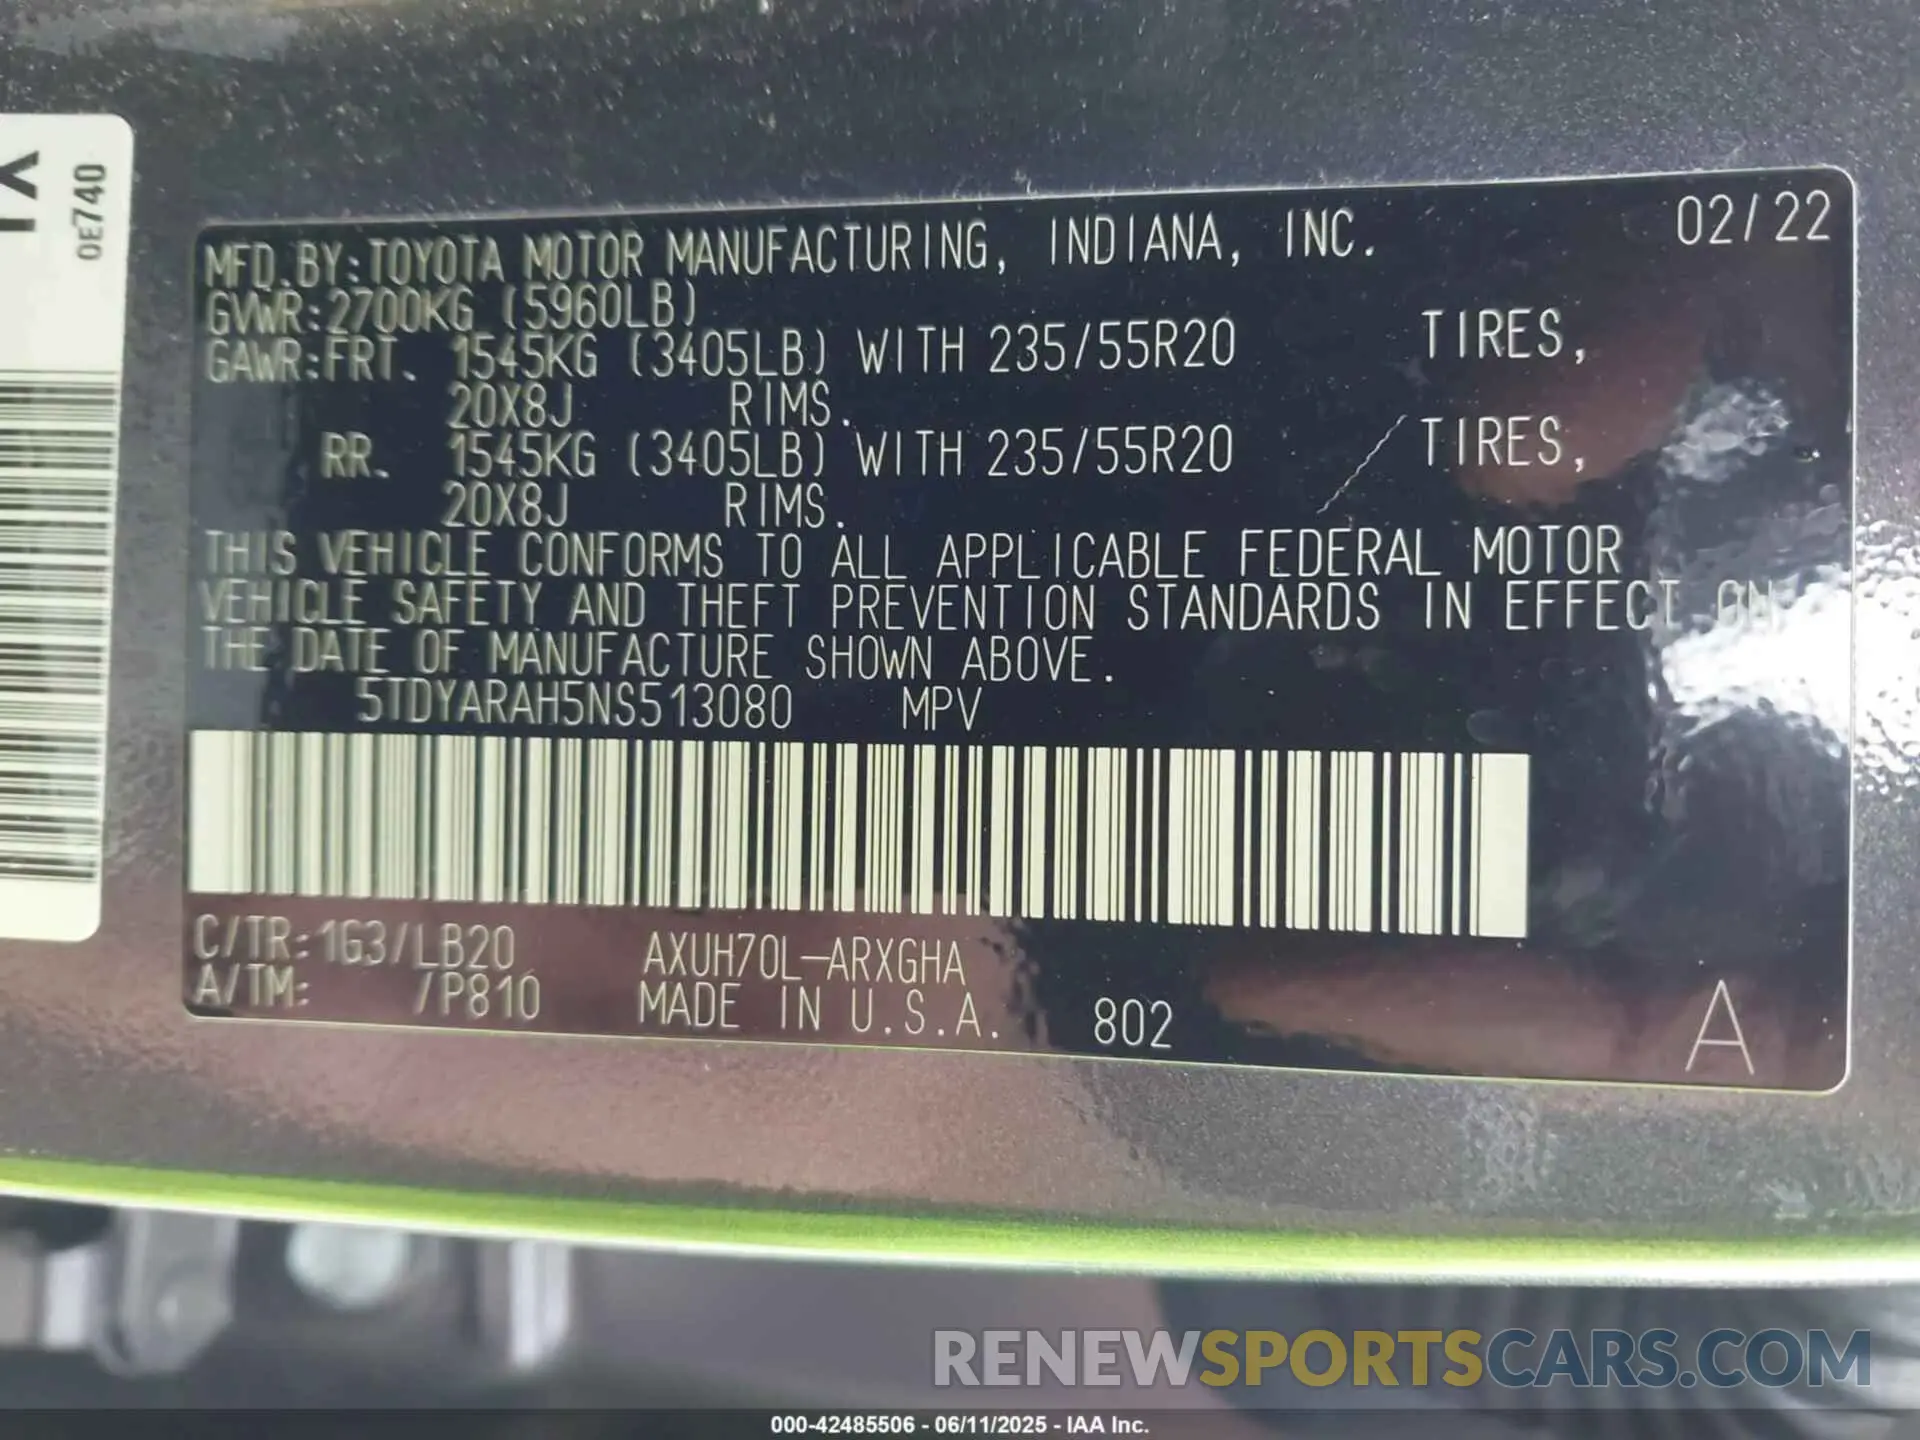 0E740
02/22
MFD.BY:TOYOTA MOTOR MANUFACTURING, INDIANA, INC.
GVWR:2700KG (5960LB)
GAWR:FRT. 1545KG (3405LB) WITH 235/55R20 TIRES,
20X8J RIMS.
RR. 1545KG (3405LB) WITH 235/55R20 TIRES,
20X8J RIMS.
THIS VEHICLE CONFORMS TO ALL APPLICABLE FEDERAL MOTOR
VEHICLE SAFETY AND THEFT PREVENTION STANDARDS IN EFFECT ON
THE DATE OF MANUFACTURE SHOWN ABOVE.
5TDYARAH5NS513080 MPV
C/TR:1G3/LB20 AXUH70L-ARXGHA
A/TM: /P810 MADE IN U.S.A. 802 A
RENEWSPORTSCARS.COM
000-42485506 - 06/11/2025 - IAA Inc.